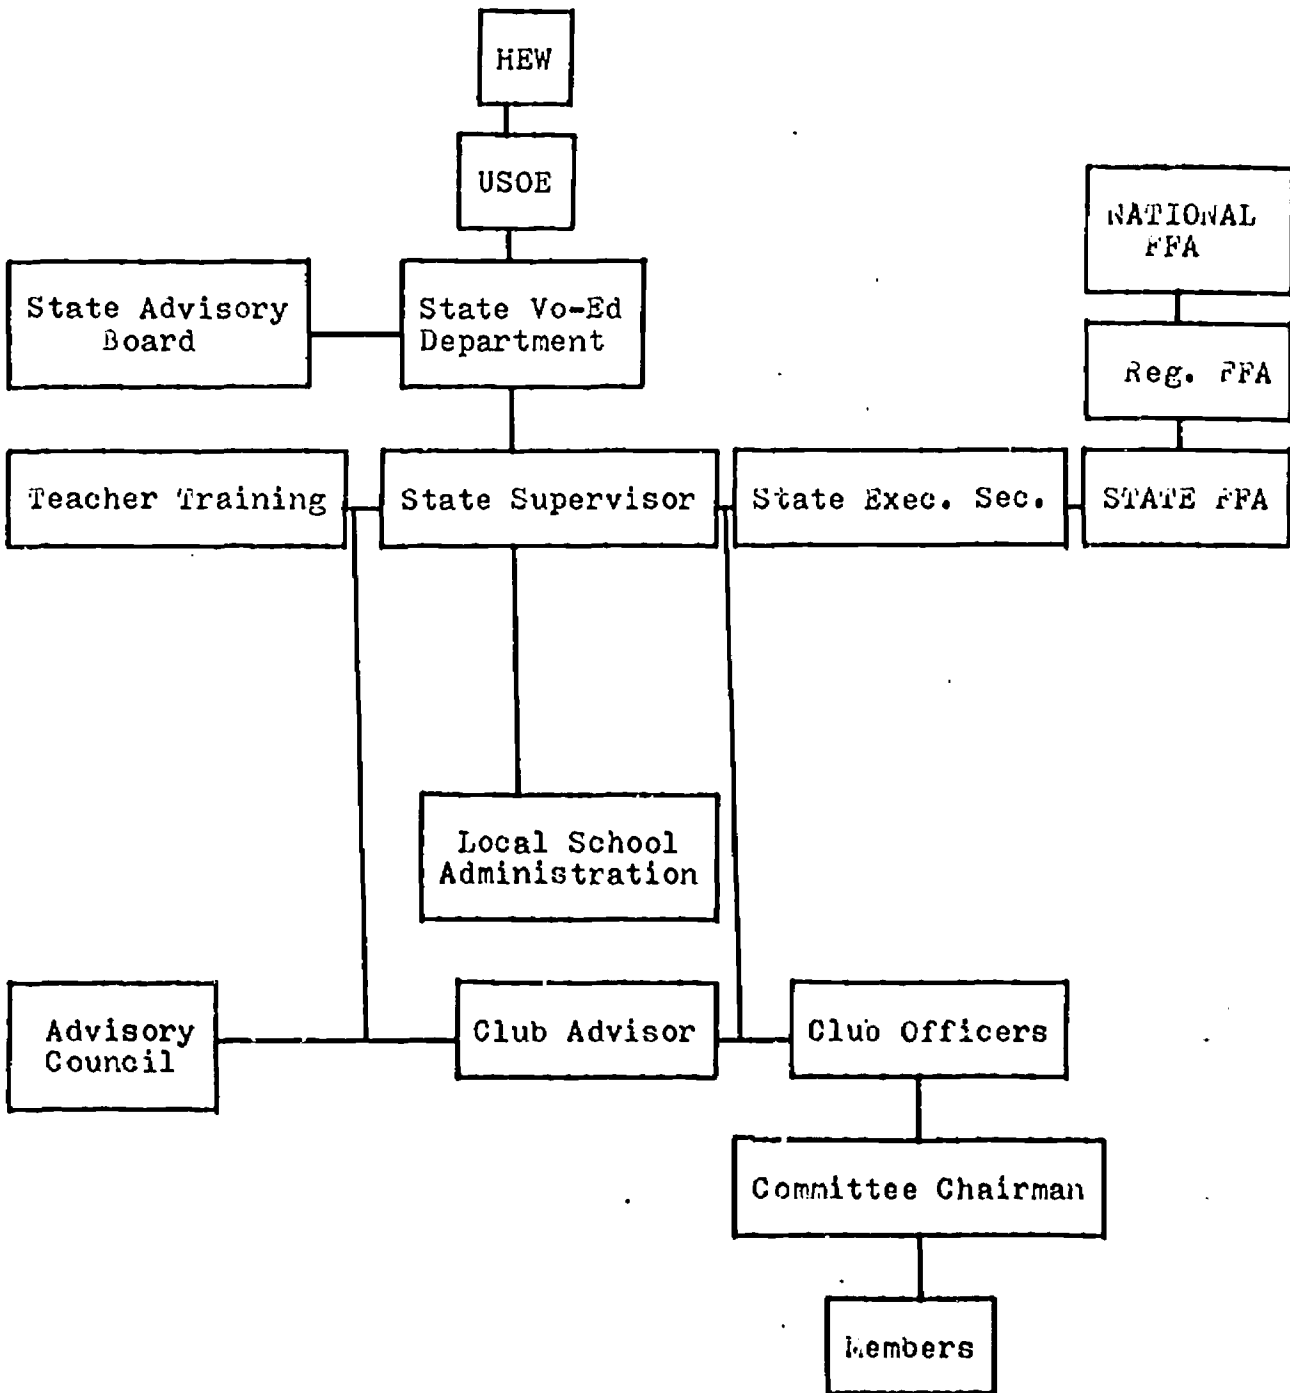 HEW
USOE
NATIONAL
FFA
State Advisory
Board
State Vo-Ed
Department
Reg. FFA
Teacher Training
State Supervisor
State Exec. Sec.
STATE FFA
Local School
Administration
Advisory
Council
Club Advisor
Club Officers
Committee Chairman
Members